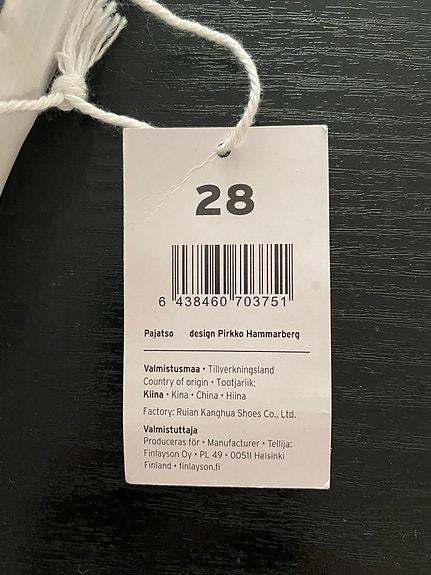 28
6 438460 703751
Pajatso design Pirkko Hammarberg
Valmistusmaa • Tillverkningsland
Country of origin • Tootjariik:
Kiina • Kina • China • Hiina
Factory: Ruian Kanghua Shoes Co., Ltd.
Valmistuttaja
Produceras för • Manufacturer • Tellija:
Finlayson Oy • PL 49 • 00511 Helsinki
Finland • finlayson.fi